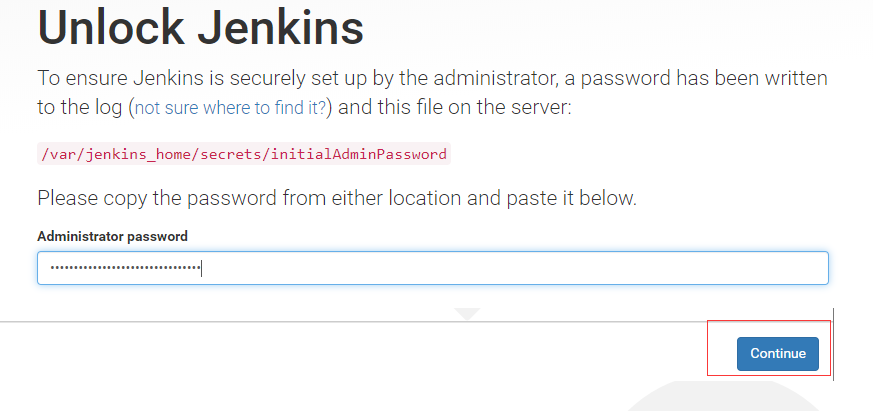 Unlock Jenkins
To ensure Jenkins is securely set up by the administrator, a password has been written
to the log (not sure where to find it?) and this file on the server:
/var/jenkins_home/secrets/initialAdminPassword
Please copy the password from either location and paste it below.
Administrator password
••••••••••••••••••••••••••••••••
Continue